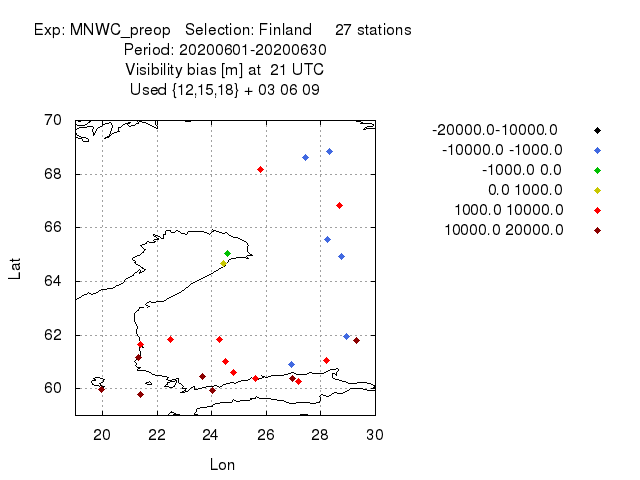 Exp: MNWC_preop Selection: Finland 27 stations
Period: 20200601-20200630
Visibility bias [m] at 21 UTC
Used {12,15,18} + 03 06 09
70
68
66
64
62
60
Lat
20 22 24 26 28 30
Lon
-20000.0-10000.0
-10000.0 -1000.0
-1000.0 0.0
0.0 1000.0
1000.0 10000.0
10000.0 20000.0